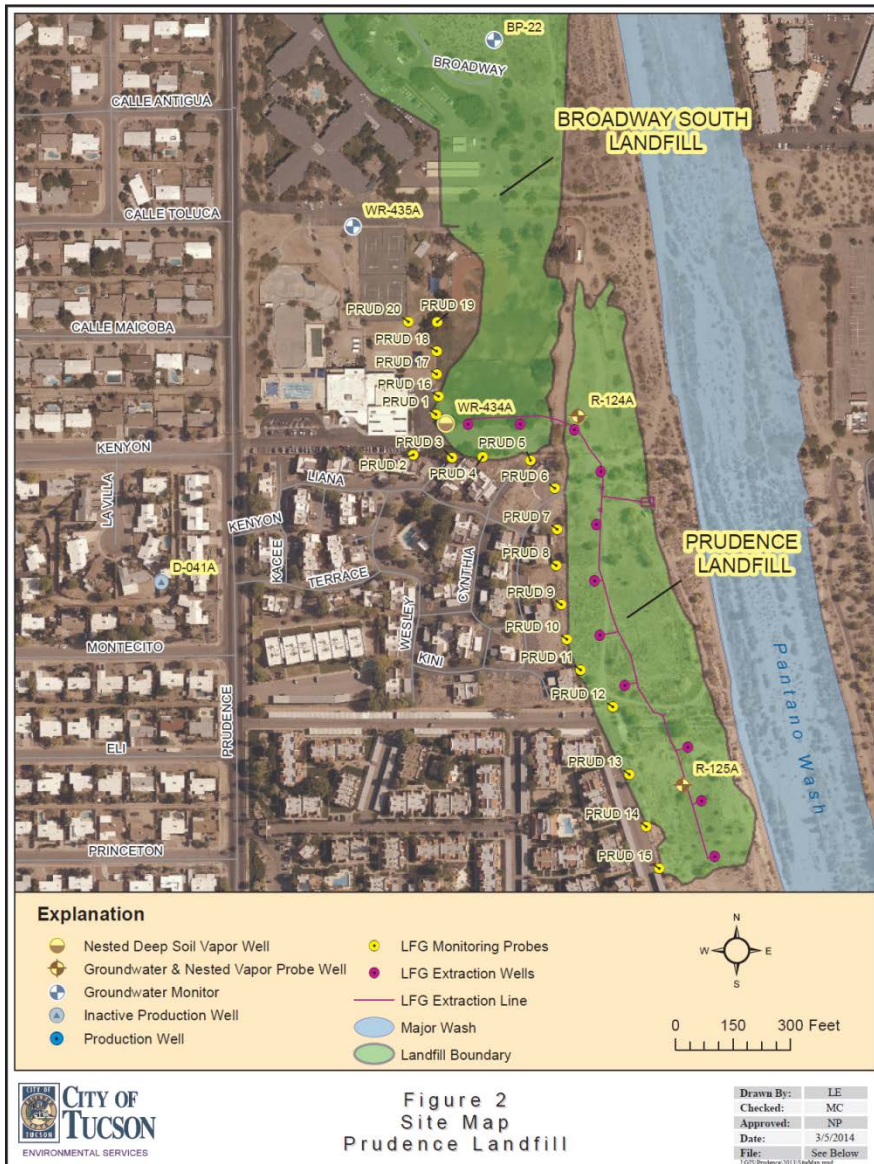 BP-22
BROADWAY
CALLE ANTIGUA
BROADWAY SOUTH
LANDFILL
CALLE TOLUCA
WR-435A
PRUD 20
PRUD 19
CALLE MAICOBA
PRUD 18
PRUD 17
PRUD 16
PRUD 1
WR-434A
R-124A
KENYON
PRUD 3
PRUD 5
PRUD 2
PRUD 4
PRUD 6
LIANA
LA VILLA
KENYON
PRUD 7
KACEE
CYNTHIA
PRUD 8
PRUDENCE
LANDFILL
D-041A
TERRACE
WESLEY
PRUD 9
MONTECITO
PRUD 10
KINI
PRUD 11
Pantano Wash
PRUD 12
PRUDENCE
ELI
PRUD 13
R-125A
PRUD 14
PRINCETON
PRUD 15
Explanation
Nested Deep Soil Vapor Well
Groundwater & Nested Vapor Probe Well
Groundwater Monitor
Inactive Production Well
Production Well
LFG Monitoring Probes
LFG Extraction Wells
LFG Extraction Line
Major Wash
Landfill Boundary
N
W E
S
0 150 300 Feet
CITY OF
TUCSON
ENVIRONMENTAL SERVICES
Figure 2
Site Map
Prudence Landfill
Drawn By: LE
Checked: MC
Approved: NP
Date: 3/5/2014
File: See Below